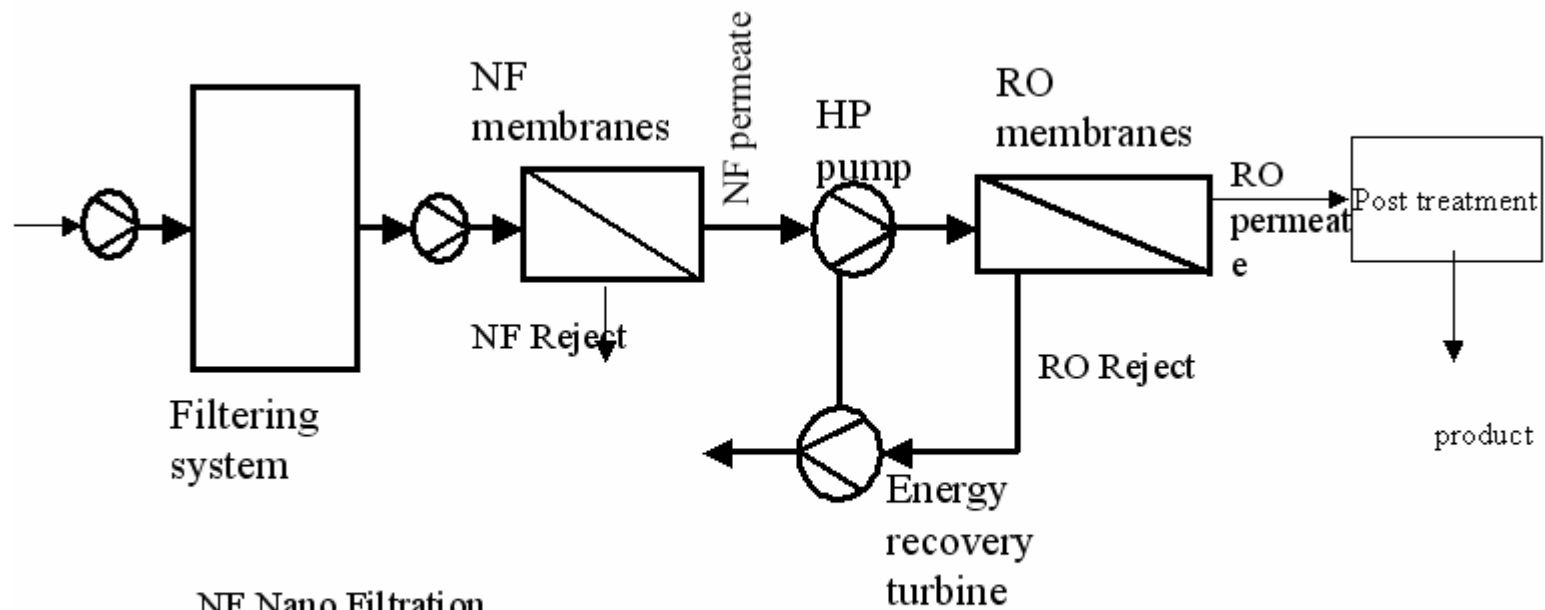 NF
membranes
NF permeate
HP
pump
RO
membranes
RO
permeat
e
Post treatment
NF Reject
RO Reject
Filtering
system
product
Energy
recovery
turbine
NF Nano Filtration